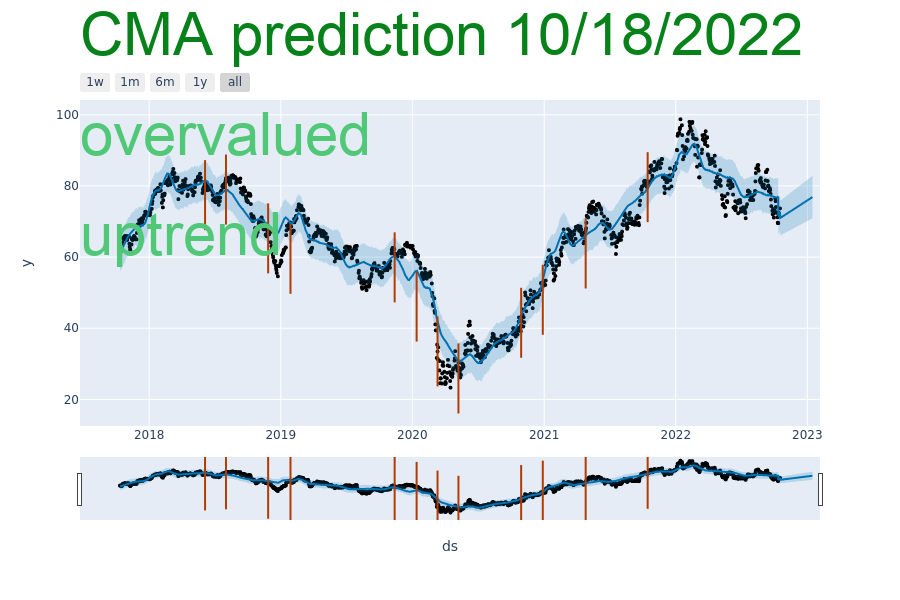 CMA prediction 10/18/2022
1w 1m 6m 1y all
overvalued
uptrend
100
80
60
40
20
y
2018 2019 2020 2021 2022 2023
ds